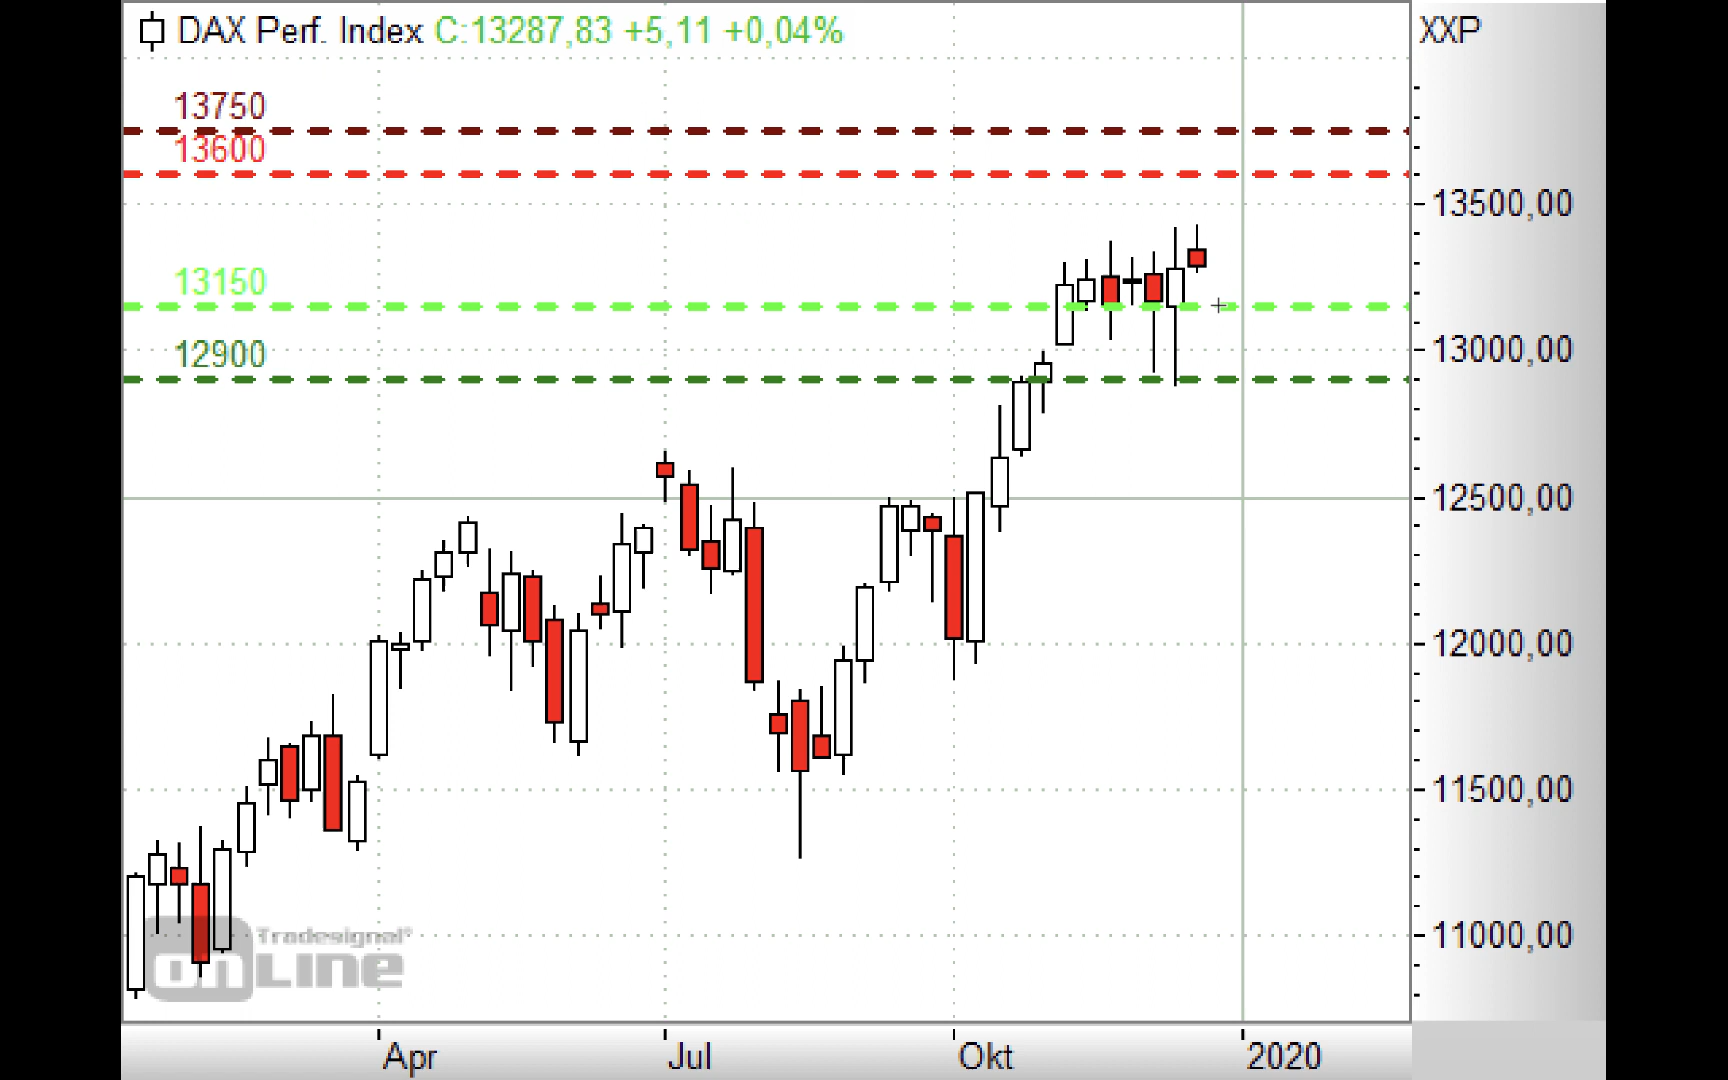 DAX Perf. Index C:13287,83 +5,11 +0,04%
XXP
13750
13600
13500,00
13150
13000,00
12900
12500,00
12000,00
11500,00
11000,00
Tradesignal®
onLine
Apr Jul Okt 2020